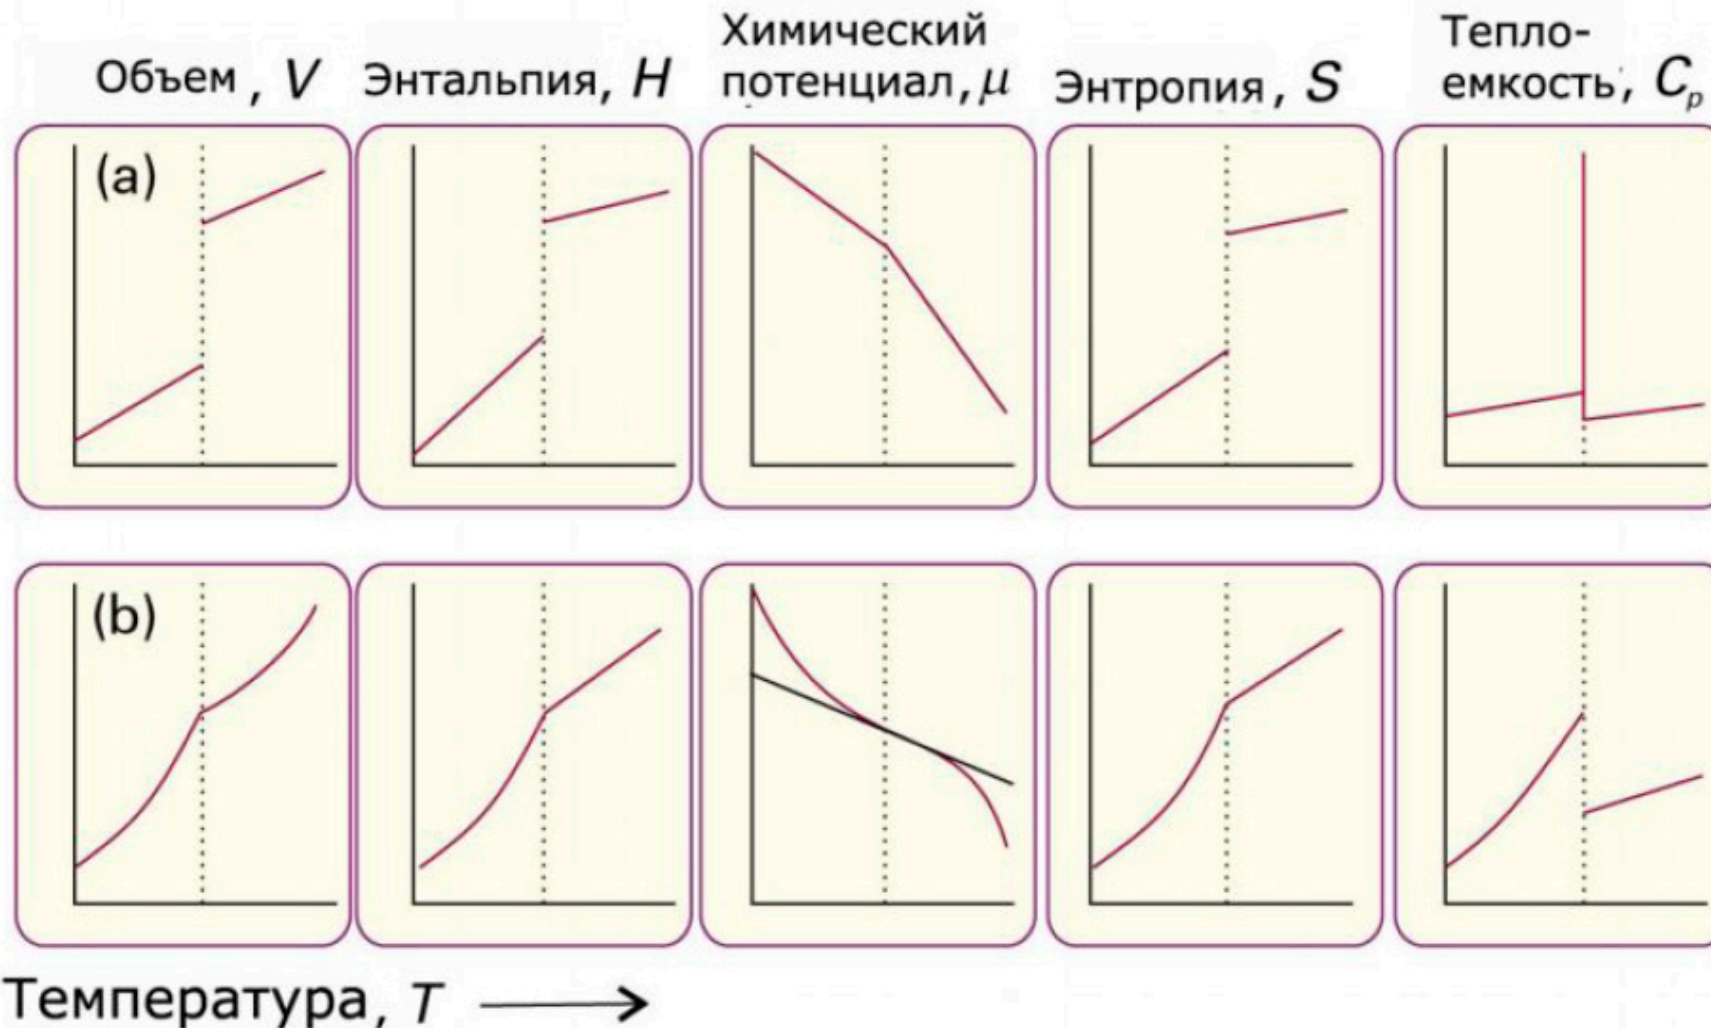 Объем, V
Энтальпия, H
Химический
потенциал, μ
Энтропия, S
Тепло-
емкость, Cₚ
(a)
(b)
Температура, T